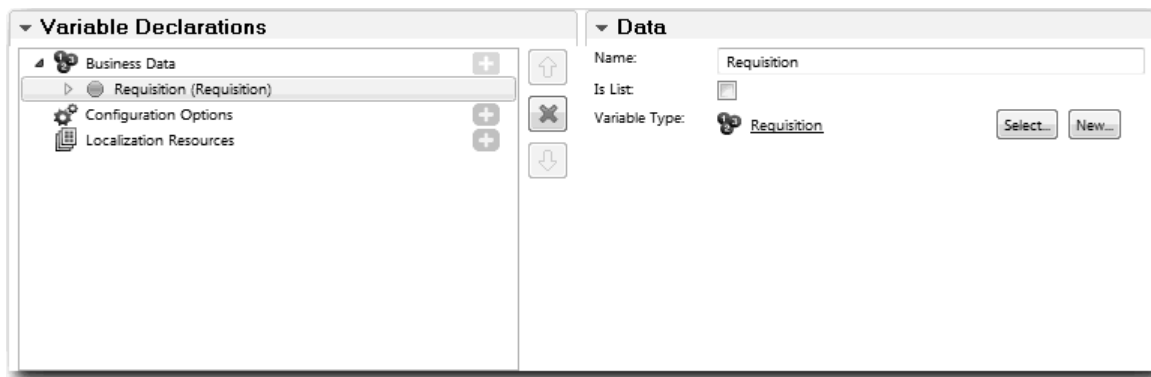 Variable Declarations
Business Data
Requisition (Requisition)
Configuration Options
Localization Resources
Data
Name: Requisition
Is List:
Variable Type: Requisition Select... New...